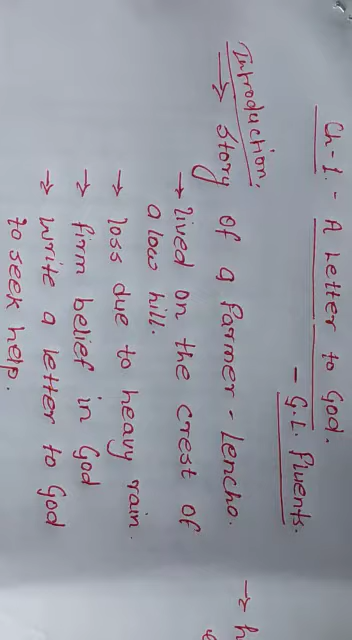 Ch-1. - A Letter to God.
- G.L. fluents.
Introduction,
→ Story of a farmer - Lencho.
→ lived on the crest of
a low hill.
→ loss due to heavy rain.
→ firm belief in God
→ write a letter to God
to seek help.
→ h